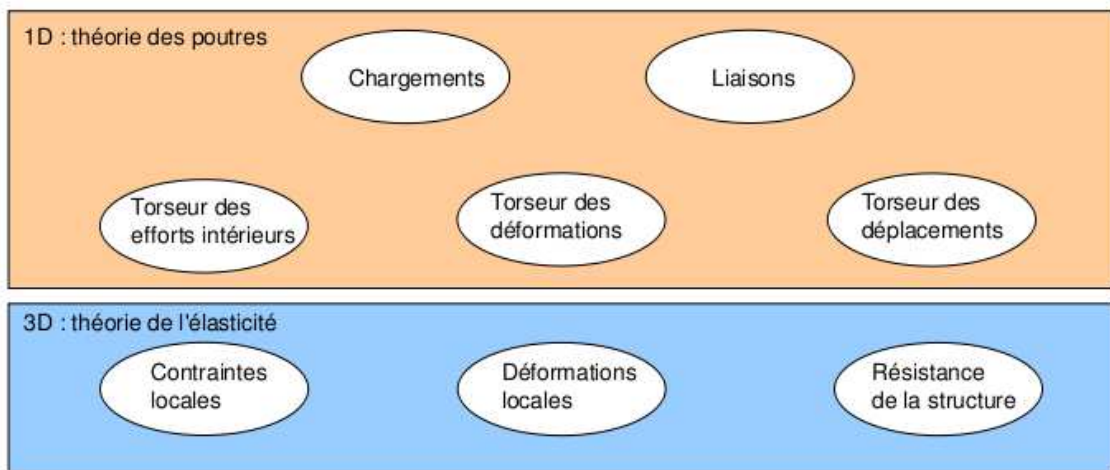 1D : théorie des poutres
Chargements
Liaisons
Torseur des
efforts intérieurs
Torseur des
déformations
Torseur des
déplacements
3D : théorie de l'élasticité
Contraintes
locales
Déformations
locales
Résistance
de la structure